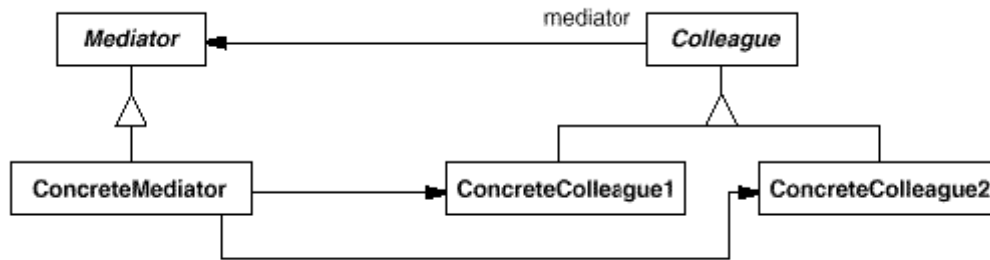 mediator
Mediator
Colleague
ConcreteMediator
ConcreteColleague1
ConcreteColleague2